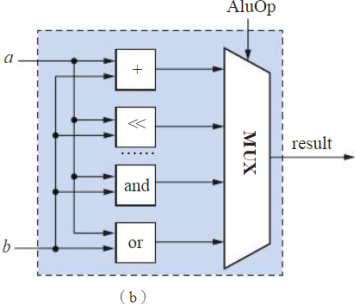 AluOp
a
+
<<
......
MUX
result
and
b
or
(b)